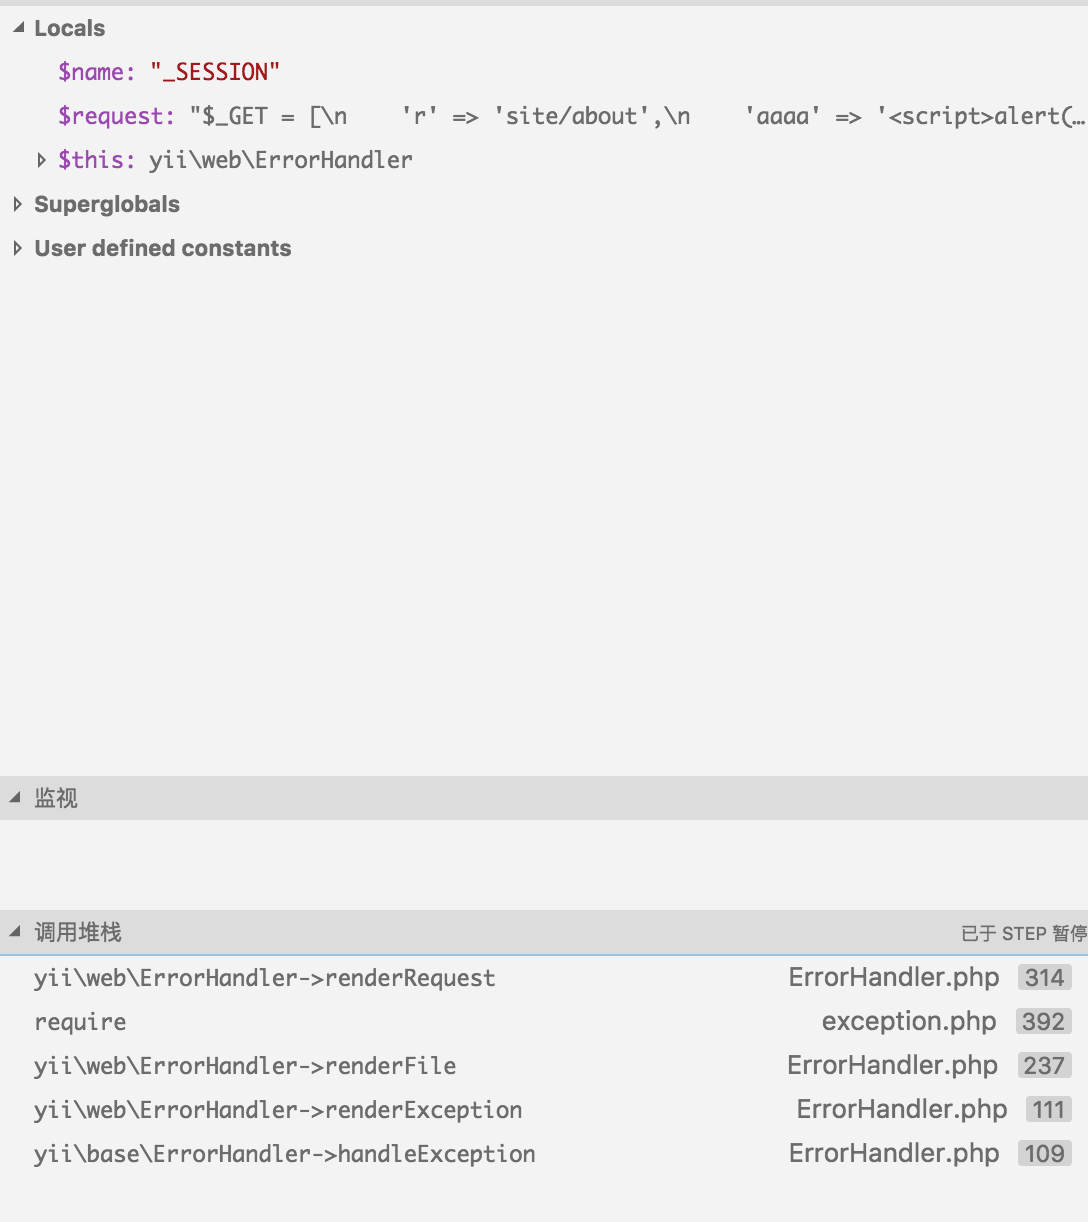 Locals
$name: "_SESSION"
$request: "$_GET = [\n    'r' => 'site/about',\n    'aaaa' => '<script>alert(…
$this: yii\web\ErrorHandler
Superglobals
User defined constants
监视
调用堆栈 已于 STEP 暂停
yii\web\ErrorHandler->renderRequest ErrorHandler.php 314
require exception.php 392
yii\web\ErrorHandler->renderFile ErrorHandler.php 237
yii\web\ErrorHandler->renderException ErrorHandler.php 111
yii\base\ErrorHandler->handleException ErrorHandler.php 109